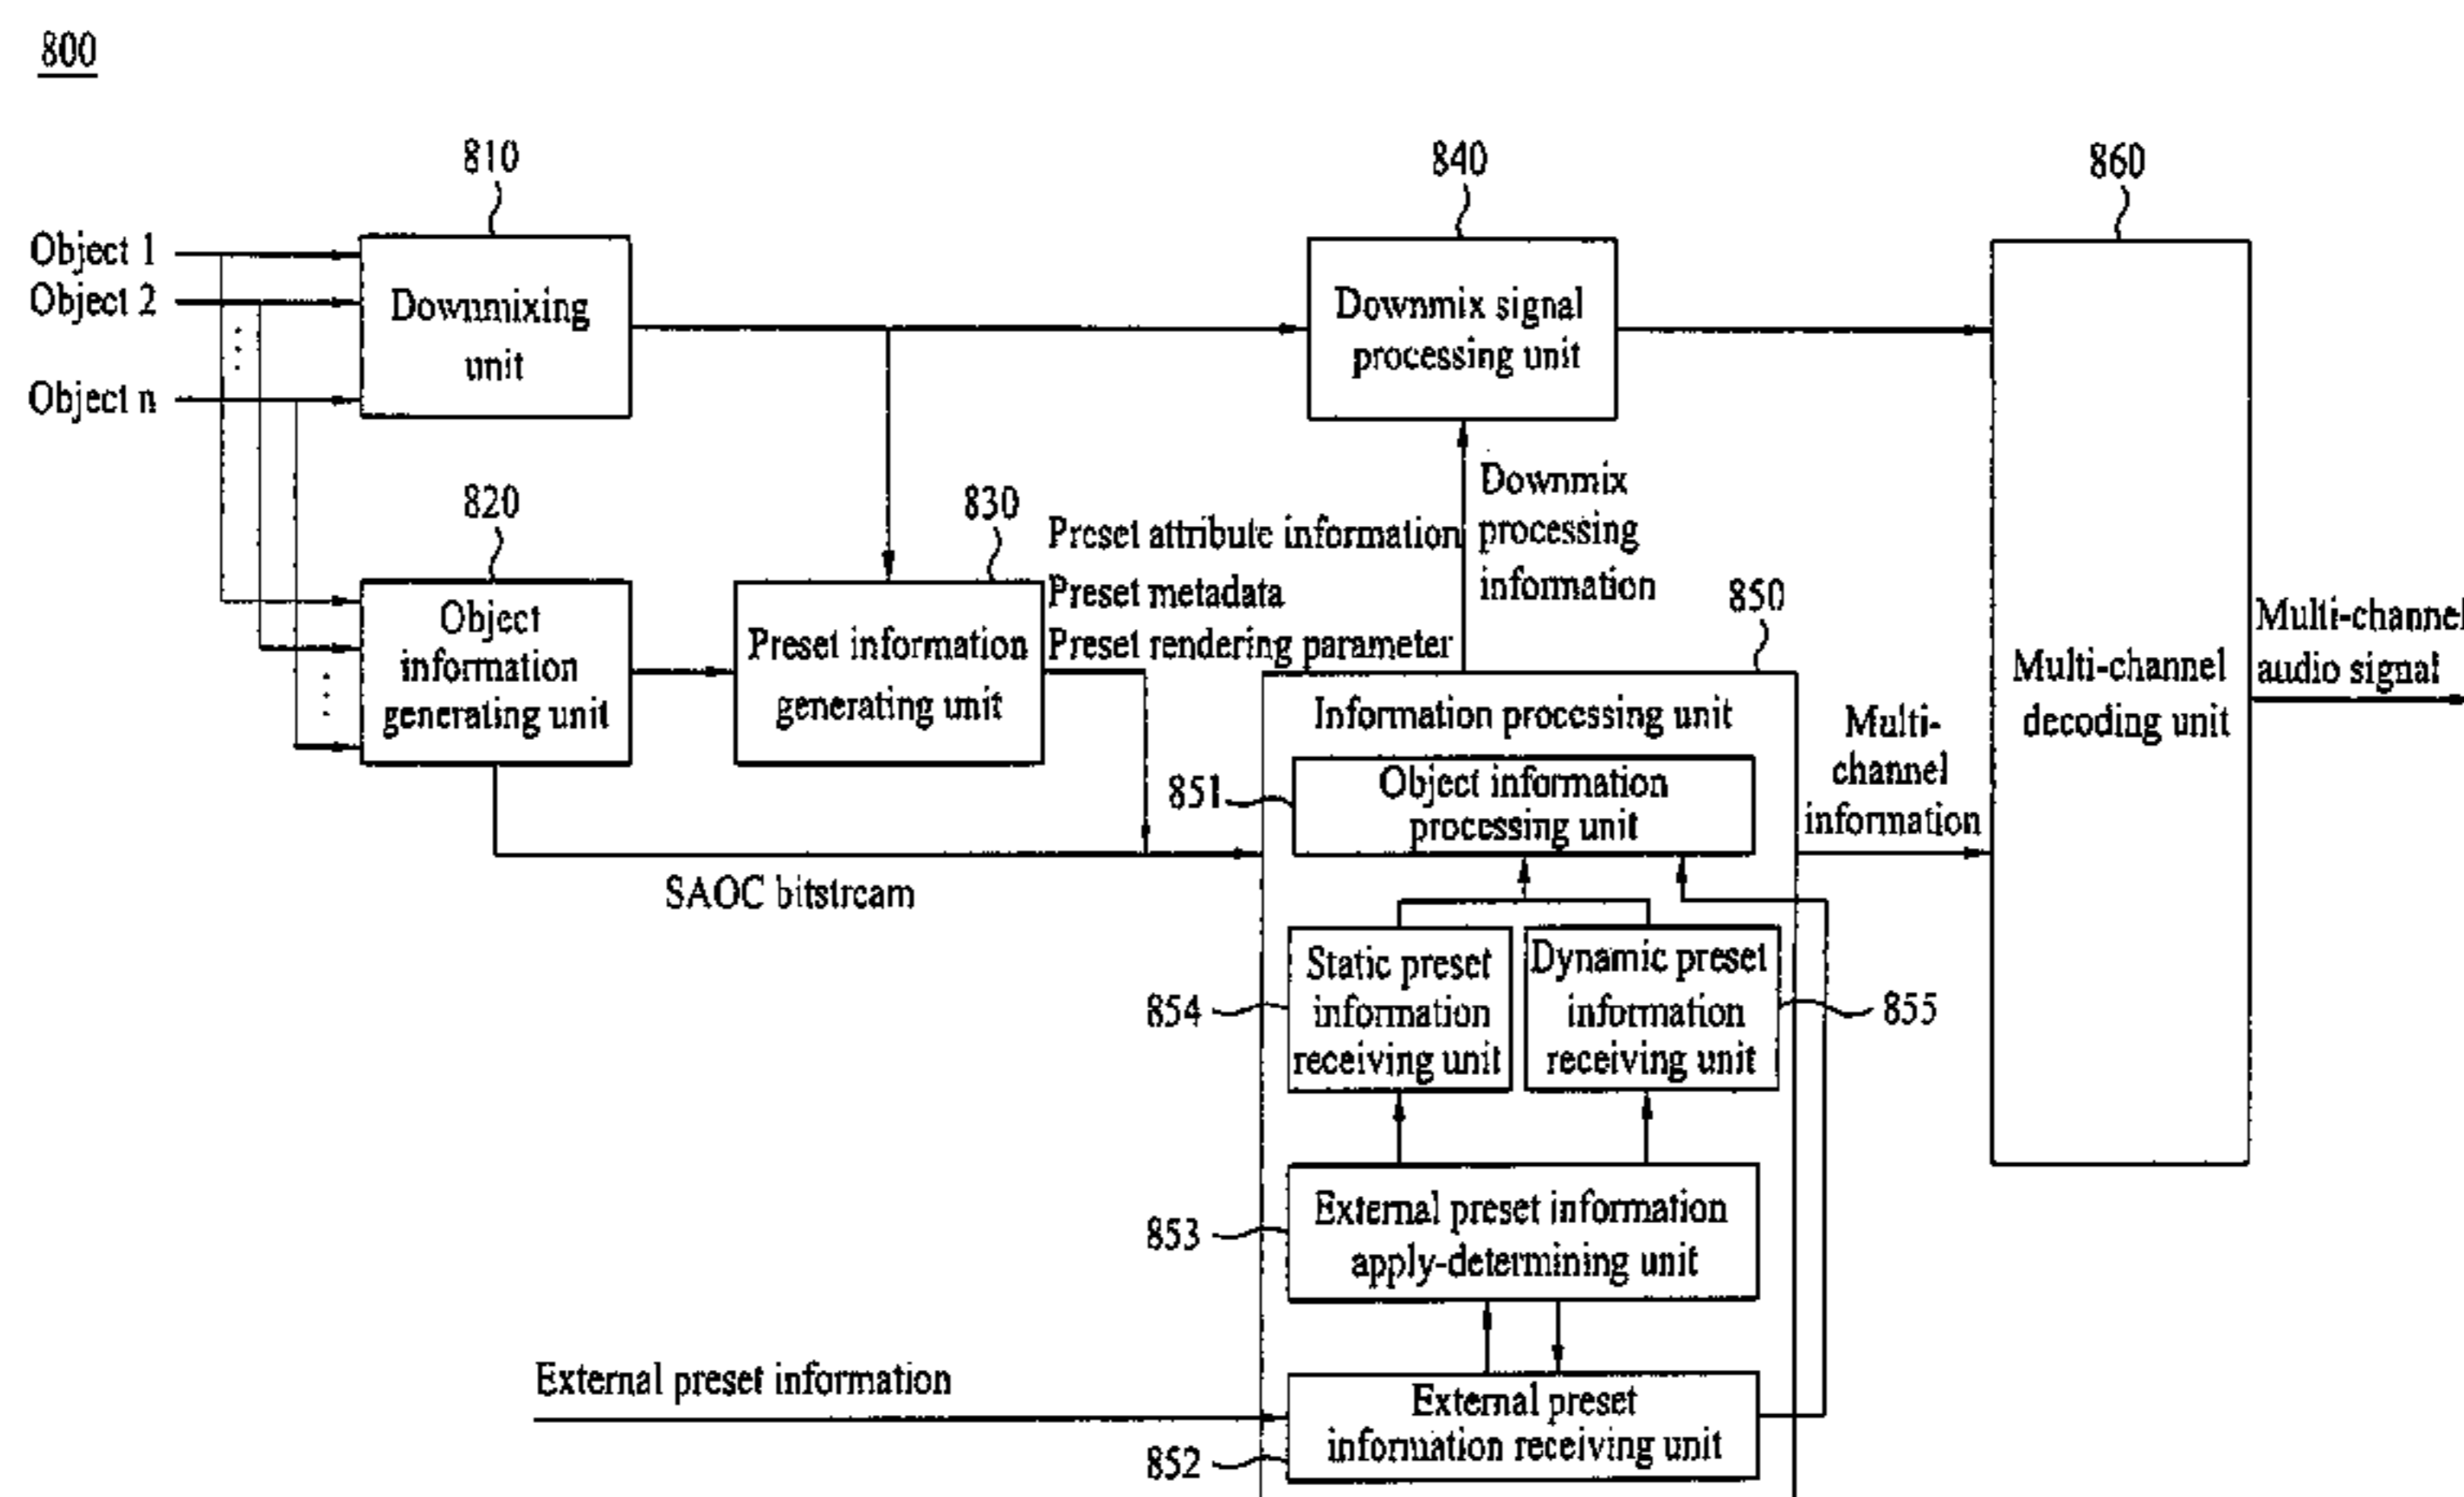 800
810
840
860
Object 1
Object 2
Object n
Downmixing
unit
Downmix signal
processing unit
Downmix
processing
information
820
830
Preset attribute information
Preset metadata
Preset rendering parameter
850
Object
information
generating unit
Preset information
generating unit
Information processing unit
851
Object information
processing unit
Multi-
channel
information
Multi-channel
decoding unit
Multi-channel
audio signal
SAOC bitstream
854
Static preset
information
receiving unit
Dynamic preset
information
receiving unit
855
853
External preset information
apply-determining unit
External preset information
External preset
information receiving unit
852